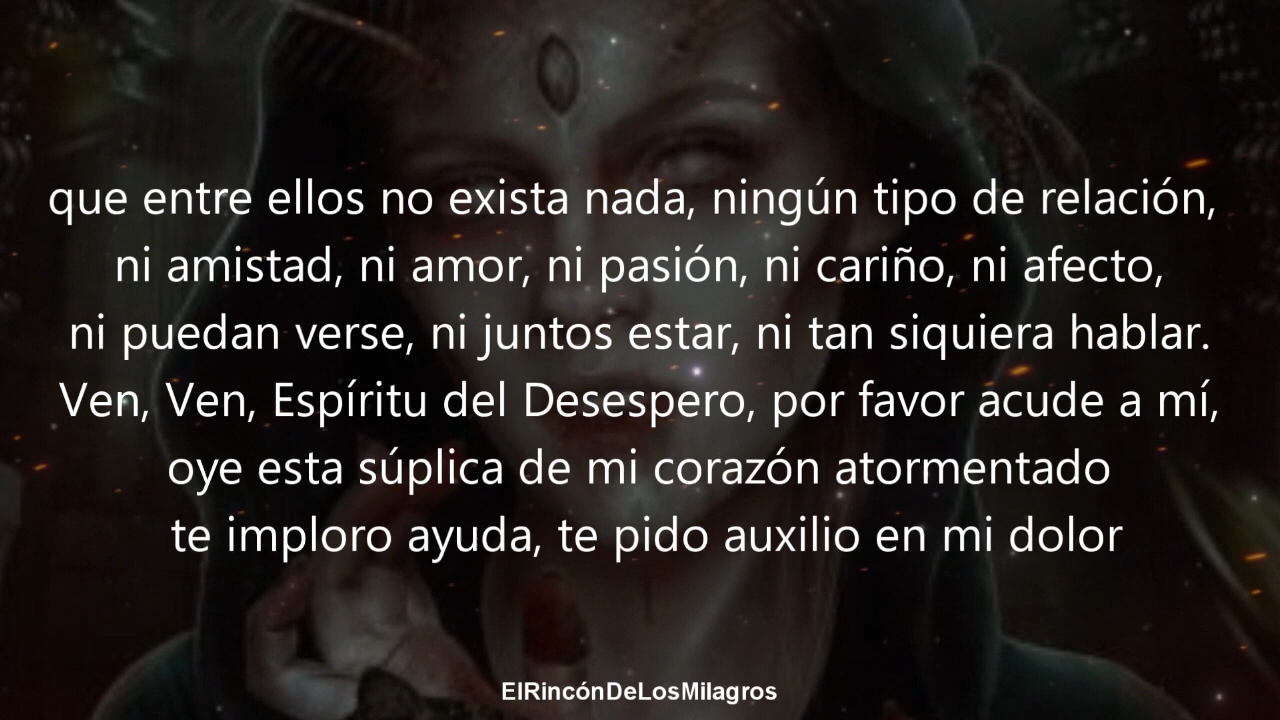 que entre ellos no exista nada, ningún tipo de relación,
ni amistad, ni amor, ni pasión, ni cariño, ni afecto,
ni puedan verse, ni juntos estar, ni tan siquiera hablar.
Ven, Ven, Espíritu del Desespero, por favor acude a mí,
oye esta súplica de mi corazón atormentado
te imploro ayuda, te pido auxilio en mi dolor
ElRincónDeLosMilagros